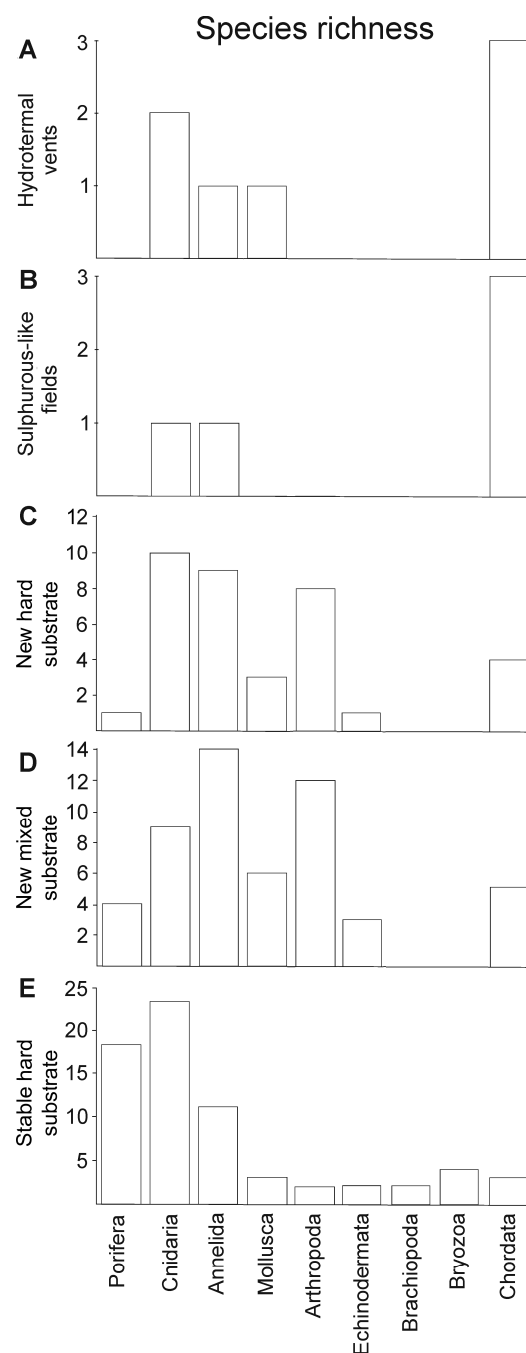 Species richness
A
Hydrotermal
vents
3
2
1
B
Sulphurous-like
fields
3
2
1
C
New hard
substrate
12
10
8
6
4
2
D
New mixed
substrate
14
12
10
8
6
4
2
E
Stable hard
substrate
25
20
15
10
5
Porifera
Cnidaria
Annelida
Mollusca
Arthropoda
Echinodermata
Brachiopoda
Bryozoa
Chordata